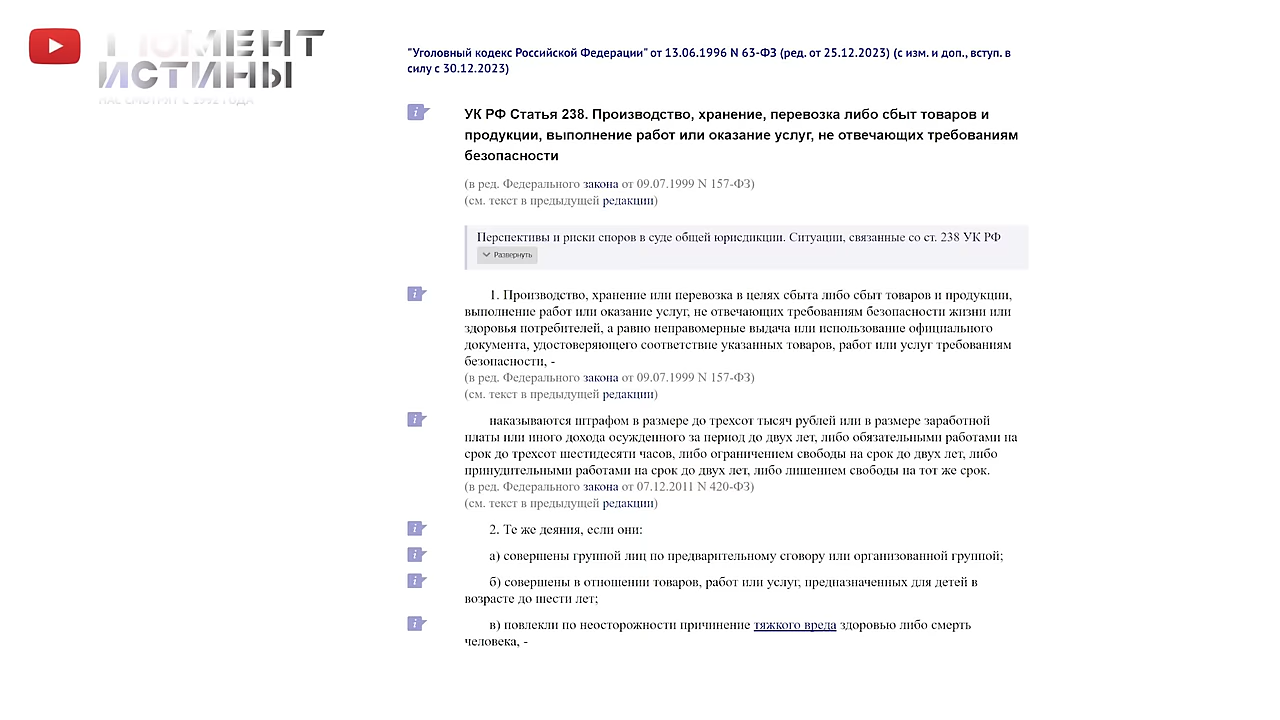 МОМЕНТ
ИСТИНЫ
НАС СМОТРЯТ С 1992 ГОДА
"Уголовный кодекс Российской Федерации" от 13.06.1996 N 63-ФЗ (ред. от 25.12.2023) (с изм. и доп., вступ. в
силу с 30.12.2023)
УК РФ Статья 238. Производство, хранение, перевозка либо сбыт товаров и
продукции, выполнение работ или оказание услуг, не отвечающих требованиям
безопасности
(в ред. Федерального закона от 09.07.1999 N 157-ФЗ)
(см. текст в предыдущей редакции)
Перспективы и риски споров в суде общей юрисдикции. Ситуации, связанные со ст. 238 УК РФ
Развернуть
1. Производство, хранение или перевозка в целях сбыта либо сбыт товаров и продукции,
выполнение работ или оказание услуг, не отвечающих требованиям безопасности жизни или
здоровья потребителей, а равно неправомерные выдача или использование официального
документа, удостоверяющего соответствие указанных товаров, работ или услуг требованиям
безопасности, -
(в ред. Федерального закона от 09.07.1999 N 157-ФЗ)
(см. текст в предыдущей редакции)
наказываются штрафом в размере до трехсот тысяч рублей или в размере заработной
платы или иного дохода осужденного за период до двух лет, либо обязательными работами на
срок до трехсот шестидесяти часов, либо ограничением свободы на срок до двух лет, либо
принудительными работами на срок до двух лет, либо лишением свободы на тот же срок.
(в ред. Федерального закона от 07.12.2011 N 420-ФЗ)
(см. текст в предыдущей редакции)
2. Те же деяния, если они:
а) совершены группой лиц по предварительному сговору или организованной группой;
б) совершены в отношении товаров, работ или услуг, предназначенных для детей в
возрасте до шести лет;
в) повлекли по неосторожности причинение тяжкого вреда здоровью либо смерть
человека, -